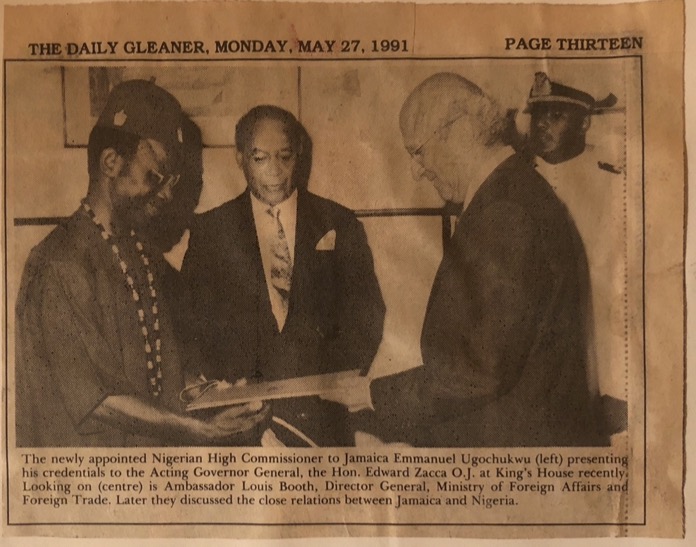 THE DAILY GLEANER, MONDAY, MAY 27, 1991 PAGE THIRTEEN
The newly appointed Nigerian High Commissioner to Jamaica Emmanuel Ugochukwu (left) presenting
his credentials to the Acting Governor General, the Hon. Edward Zacca O.J. at King's House recently.
Looking on (centre) is Ambassador Louis Booth, Director General, Ministry of Foreign Affairs and
Foreign Trade. Later they discussed the close relations between Jamaica and Nigeria.